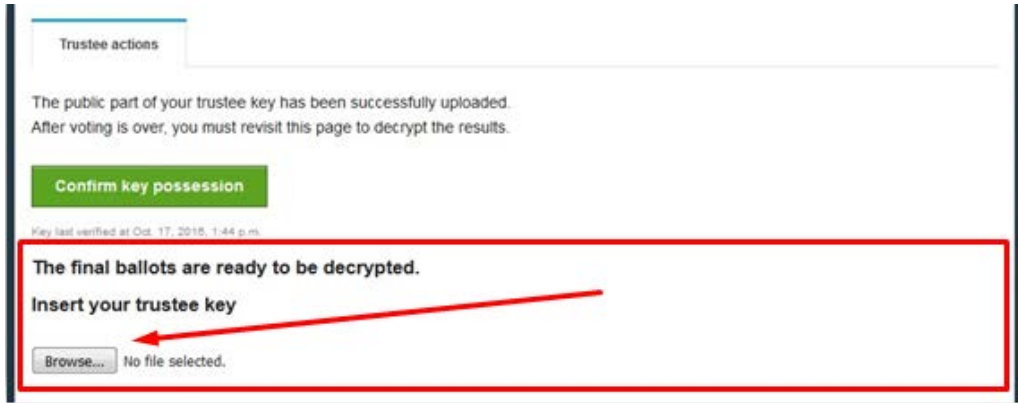 Trustee actions
The public part of your trustee key has been successfully uploaded.
After voting is over, you must revisit this page to decrypt the results.
Confirm key possession
Key last verified at Oct. 17, 2018, 1:44 p.m.
The final ballots are ready to be decrypted.
Insert your trustee key
Browse... No file selected.